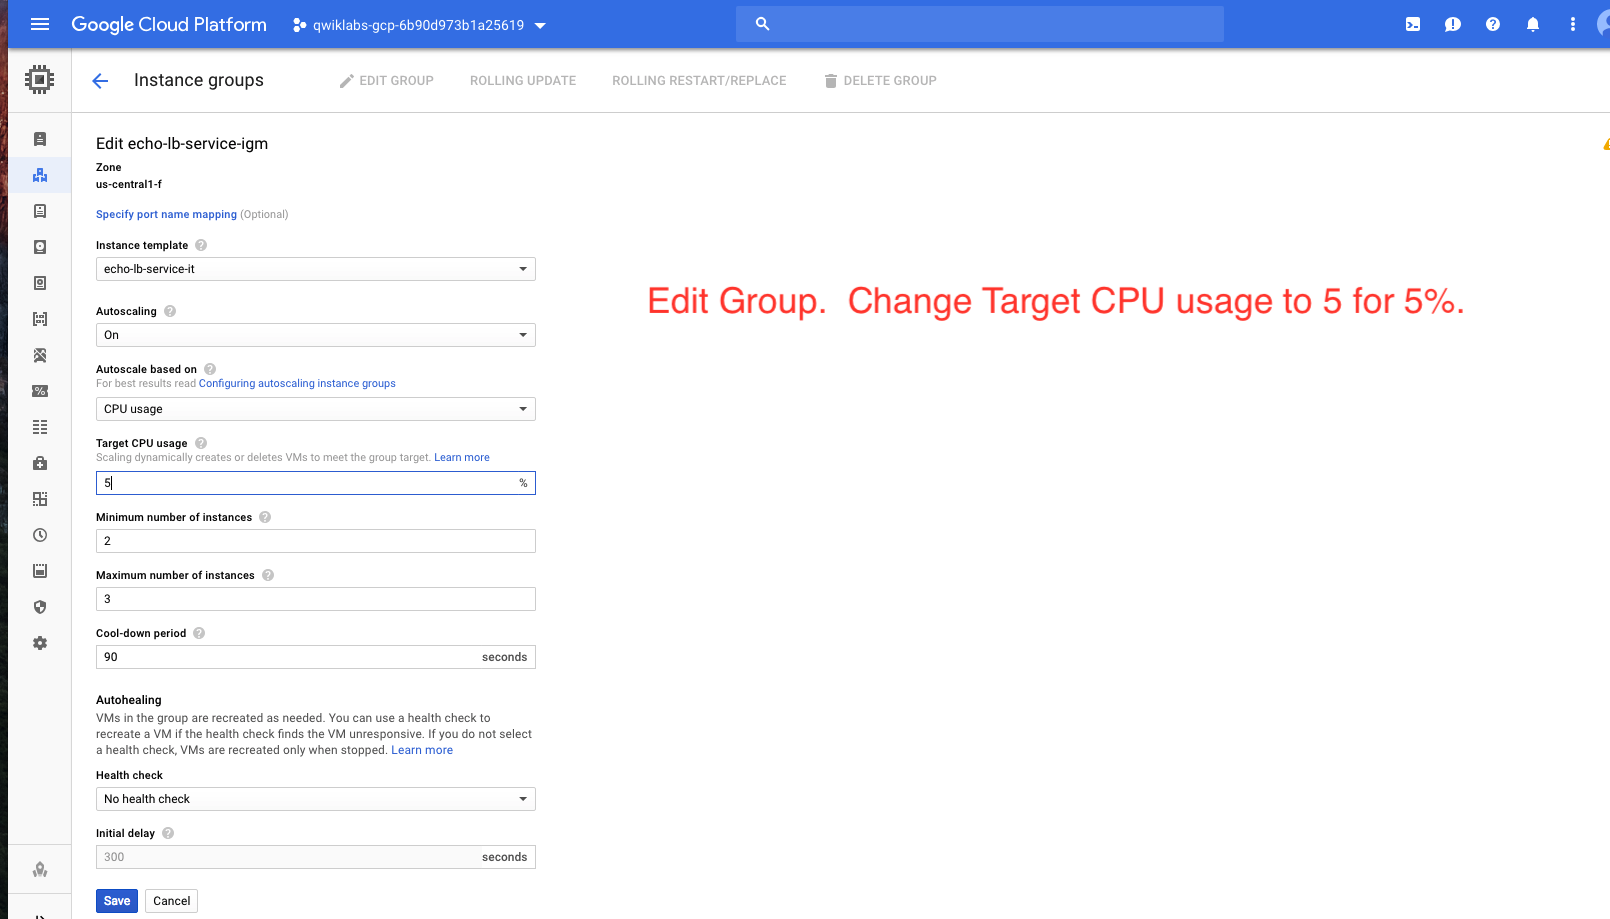 Google Cloud Platform
qwiklabs-gcp-6b90d973b1a25619
Instance groups
EDIT GROUP
ROLLING UPDATE
ROLLING RESTART/REPLACE
DELETE GROUP
Edit echo-lb-service-igm
Zone
us-central1-f
Specify port name mapping (Optional)
Instance template
echo-lb-service-it
Edit Group.  Change Target CPU usage to 5 for 5%.
Autoscaling
On
Autoscale based on
For best results read Configuring autoscaling instance groups
CPU usage
Target CPU usage
Scaling dynamically creates or deletes VMs to meet the group target. Learn more
5 %
Minimum number of instances
2
Maximum number of instances
3
Cool-down period
90 seconds
Autohealing
VMs in the group are recreated as needed. You can use a health check to
recreate a VM if the health check finds the VM unresponsive. If you do not select
a health check, VMs are recreated only when stopped. Learn more
Health check
No health check
Initial delay
300 seconds
Save
Cancel